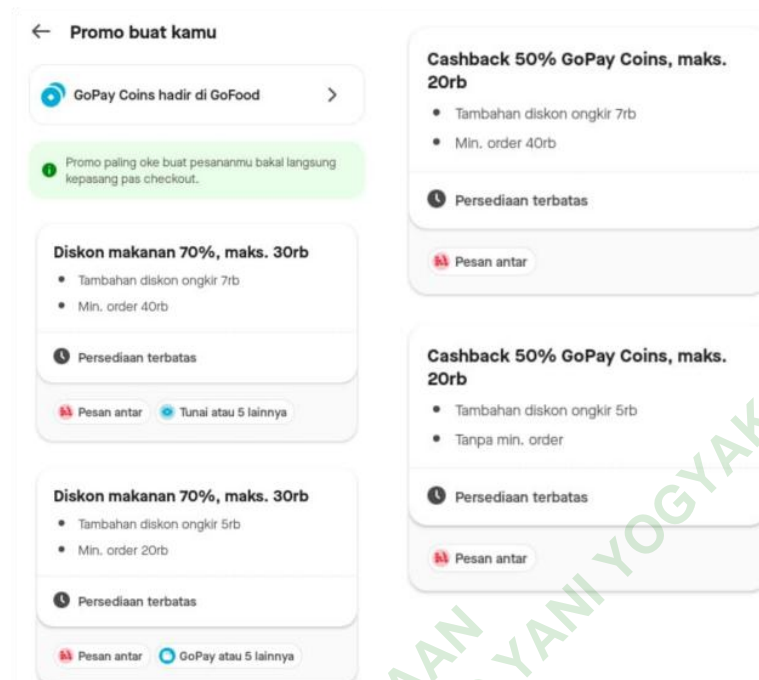 Promo buat kamu
GoPay Coins hadir di GoFood
Promo paling oke buat pesananmu bakal langsung
kepasang pas checkout.
Diskon makanan 70%, maks. 30rb
Tambahan diskon ongkir 7rb
Min. order 40rb
Persediaan terbatas
Pesan antar
Tunai atau 5 lainnya
Diskon makanan 70%, maks. 30rb
Tambahan diskon ongkir 5rb
Min. order 20rb
Persediaan terbatas
Pesan antar
GoPay atau 5 lainnya
Cashback 50% GoPay Coins, maks.
20rb
Tambahan diskon ongkir 7rb
Min. order 40rb
Persediaan terbatas
Pesan antar
Cashback 50% GoPay Coins, maks.
20rb
Tambahan diskon ongkir 5rb
Tanpa min. order
Persediaan terbatas
Pesan antar
AAN
YANI YOGYAK